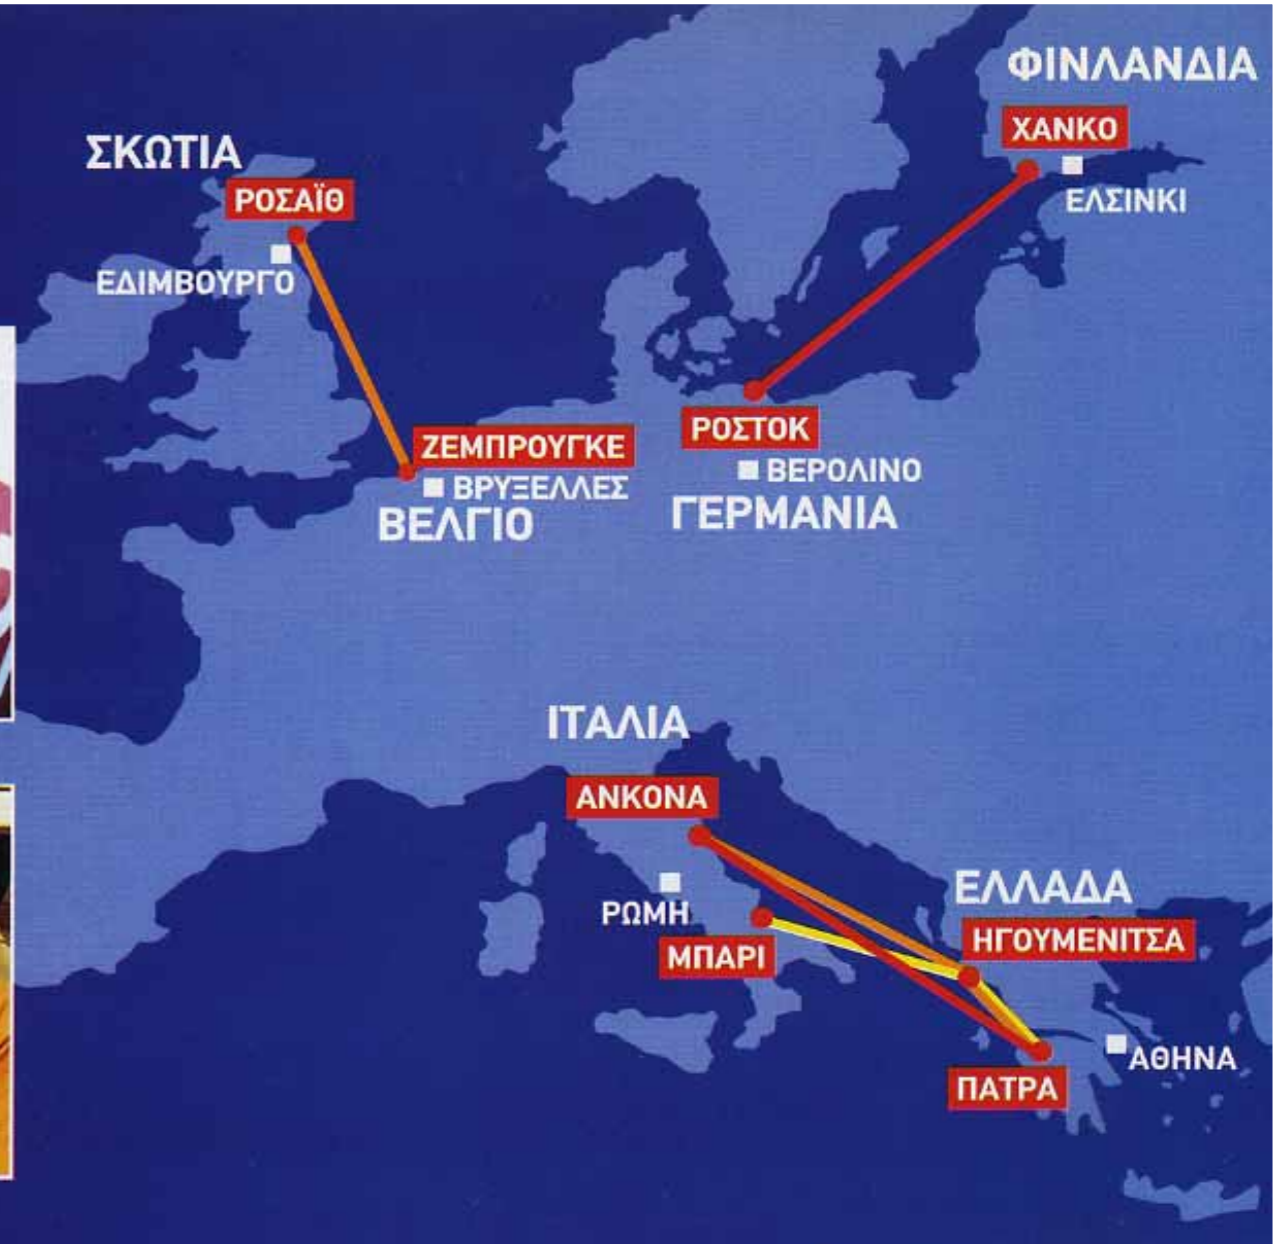 ΦΙΝΛΑΝΔΙΑ
ΧΑΝΚΟ
ΕΛΣΙΝΚΙ
ΣΚΩΤΙΑ
ΡΟΣΑΪΘ
ΕΔΙΜΒΟΥΡΓΟ
ΖΕΜΠΡΟΥΓΚΕ
ΒΡΥΞΕΛΛΕΣ
ΒΕΛΓΙΟ
ΡΟΣΤΟΚ
ΒΕΡΟΛΙΝΟ
ΓΕΡΜΑΝΙΑ
ΙΤΑΛΙΑ
ΑΝΚΟΝΑ
ΡΩΜΗ
ΜΠΑΡΙ
ΕΛΛΑΔΑ
ΗΓΟΥΜΕΝΙΤΣΑ
ΑΘΗΝΑ
ΠΑΤΡΑ